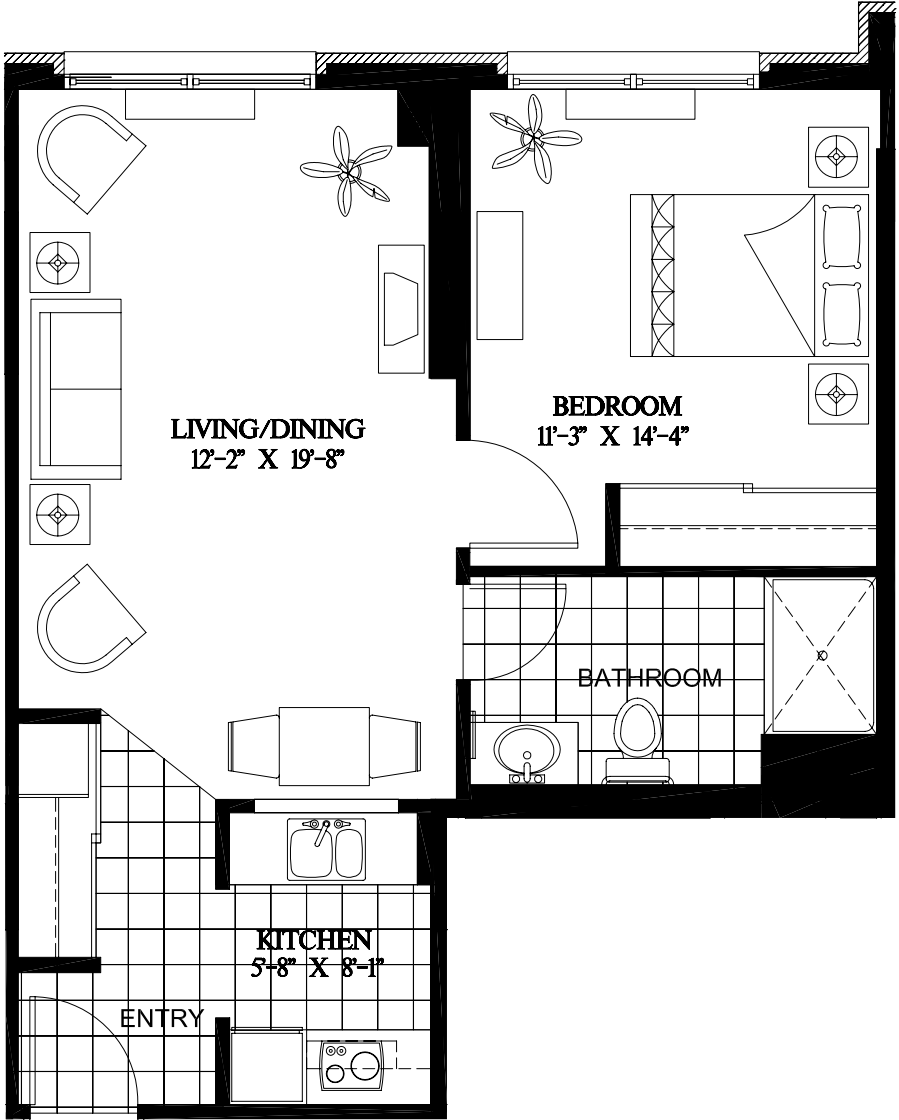 BEDROOM
11'-3" X 14'-4"
LIVING/DINING
12'-2" X 19'-8"
BATHROOM
KITCHEN
5'-8" X 8'-1"
ENTRY